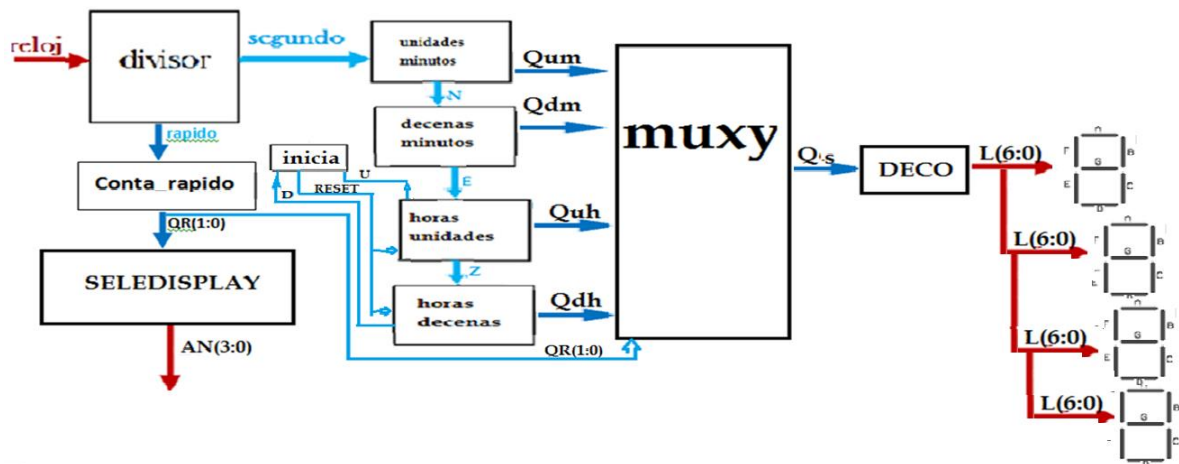 reloj
divisor
segundo
unidades
minutos
Qum
N
rapido
decenas
minutos
Qdm
muxy
inicia
Conta_rapido
U
RESET
D
E
Qs
DECO
L(6:0)
A
F
B
G
E
C
D
QR(1:0)
horas
unidades
Quh
Z
SELEDISPLAY
horas
decenas
Qdh
QR(1:0)
AN(3:0)
L(6:0)
B
G
E
C
L(6:0)
B
G
E
C
D
L(6:0)
B
G
C